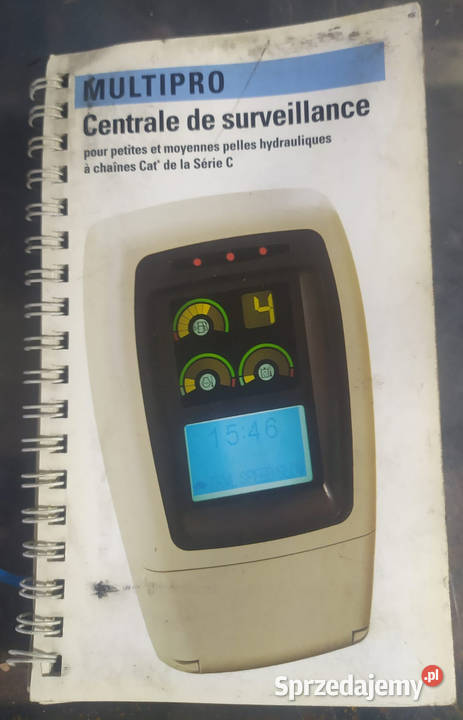 MULTIPRO
Centrale de surveillance
pour petites et moyennes pelles hydrauliques
à chaînes Cat® de la Série C
4
15:46
Sprzedajemy.pl